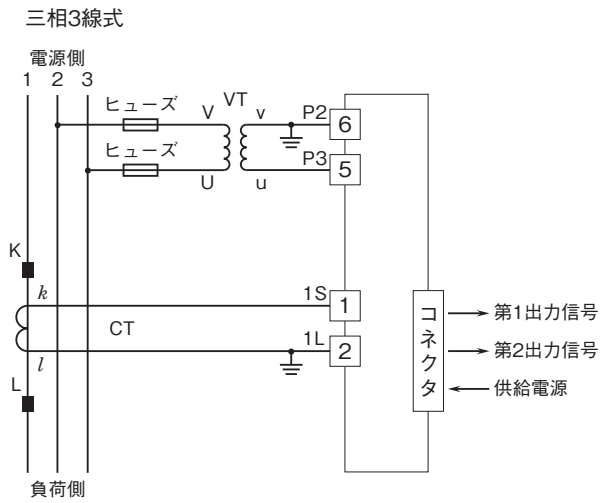 三相3線式
電源側
1 2 3
ヒューズ
V VT v
P2
6
ヒューズ
U u
P3
5
K
k
1S
1
CT
l
1L
2
L
コネクタ
第1出力信号
第2出力信号
供給電源
負荷側